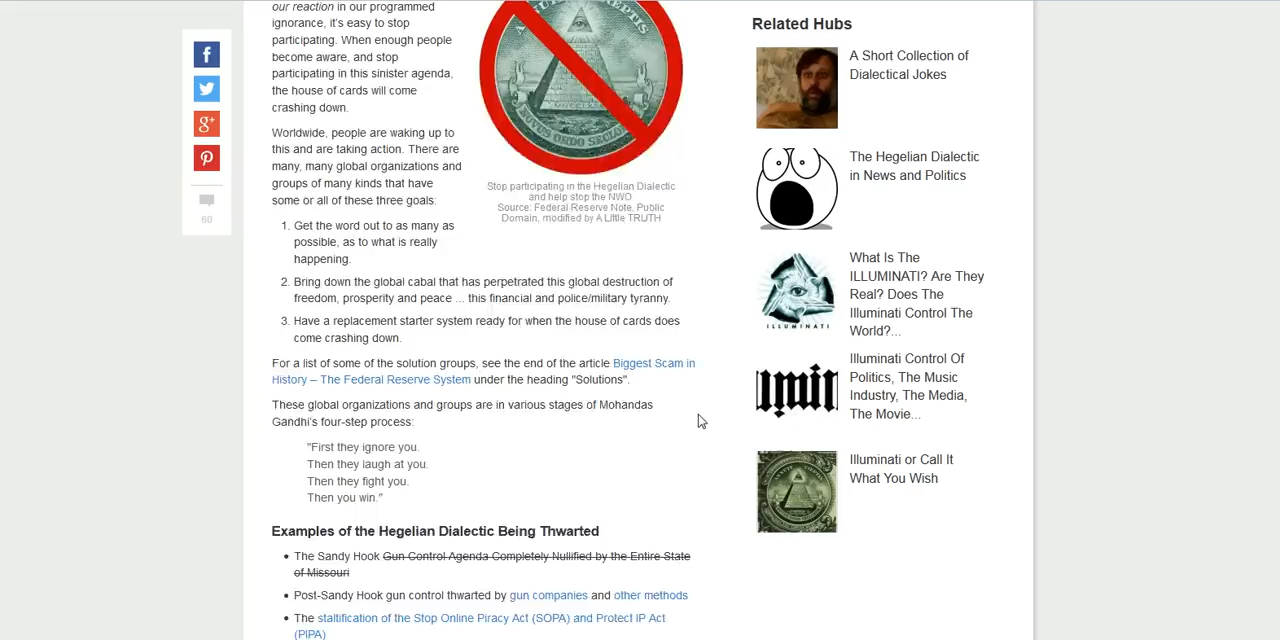 our reaction in our programmed
ignorance, it's easy to stop
participating. When enough people
become aware, and stop
participating in this sinister agenda,
the house of cards will come
crashing down.
Worldwide, people are waking up to
this and are taking action. There are
many, many global organizations and
groups of many kinds that have
some or all of these three goals:
NOVUS ORDO SECLO
Stop participating in the Hegelian Dialectic
and help stop the NWO
Source: Federal Reserve Note, Public
Domain, modified by A Little TRUTH
1. Get the word out to as many as
possible, as to what is really
happening.
2. Bring down the global cabal that has perpetrated this global destruction of
freedom, prosperity and peace ... this financial and police/military tyranny.
3. Have a replacement starter system ready for when the house of cards does
come crashing down.
For a list of some of the solution groups, see the end of the article Biggest Scam in
History – The Federal Reserve System under the heading "Solutions".
These global organizations and groups are in various stages of Mohandas
Gandhi's four-step process:
"First they ignore you.
Then they laugh at you.
Then they fight you.
Then you win."
Examples of the Hegelian Dialectic Being Thwarted
The Sandy Hook Gun Control Agenda Completely Nullified by the Entire State
of Missouri
Post-Sandy Hook gun control thwarted by gun companies and other methods
The staltification of the Stop Online Piracy Act (SOPA) and Protect IP Act
(PIPA)
f
g+
60
Related Hubs
A Short Collection of
Dialectical Jokes
The Hegelian Dialectic
in News and Politics
ILLUMINATI
What Is The
ILLUMINATI? Are They
Real? Does The
Illuminati Control The
World?...
Illuminati Control Of
Politics, The Music
Industry, The Media,
The Movie...
Illuminati or Call It
What You Wish